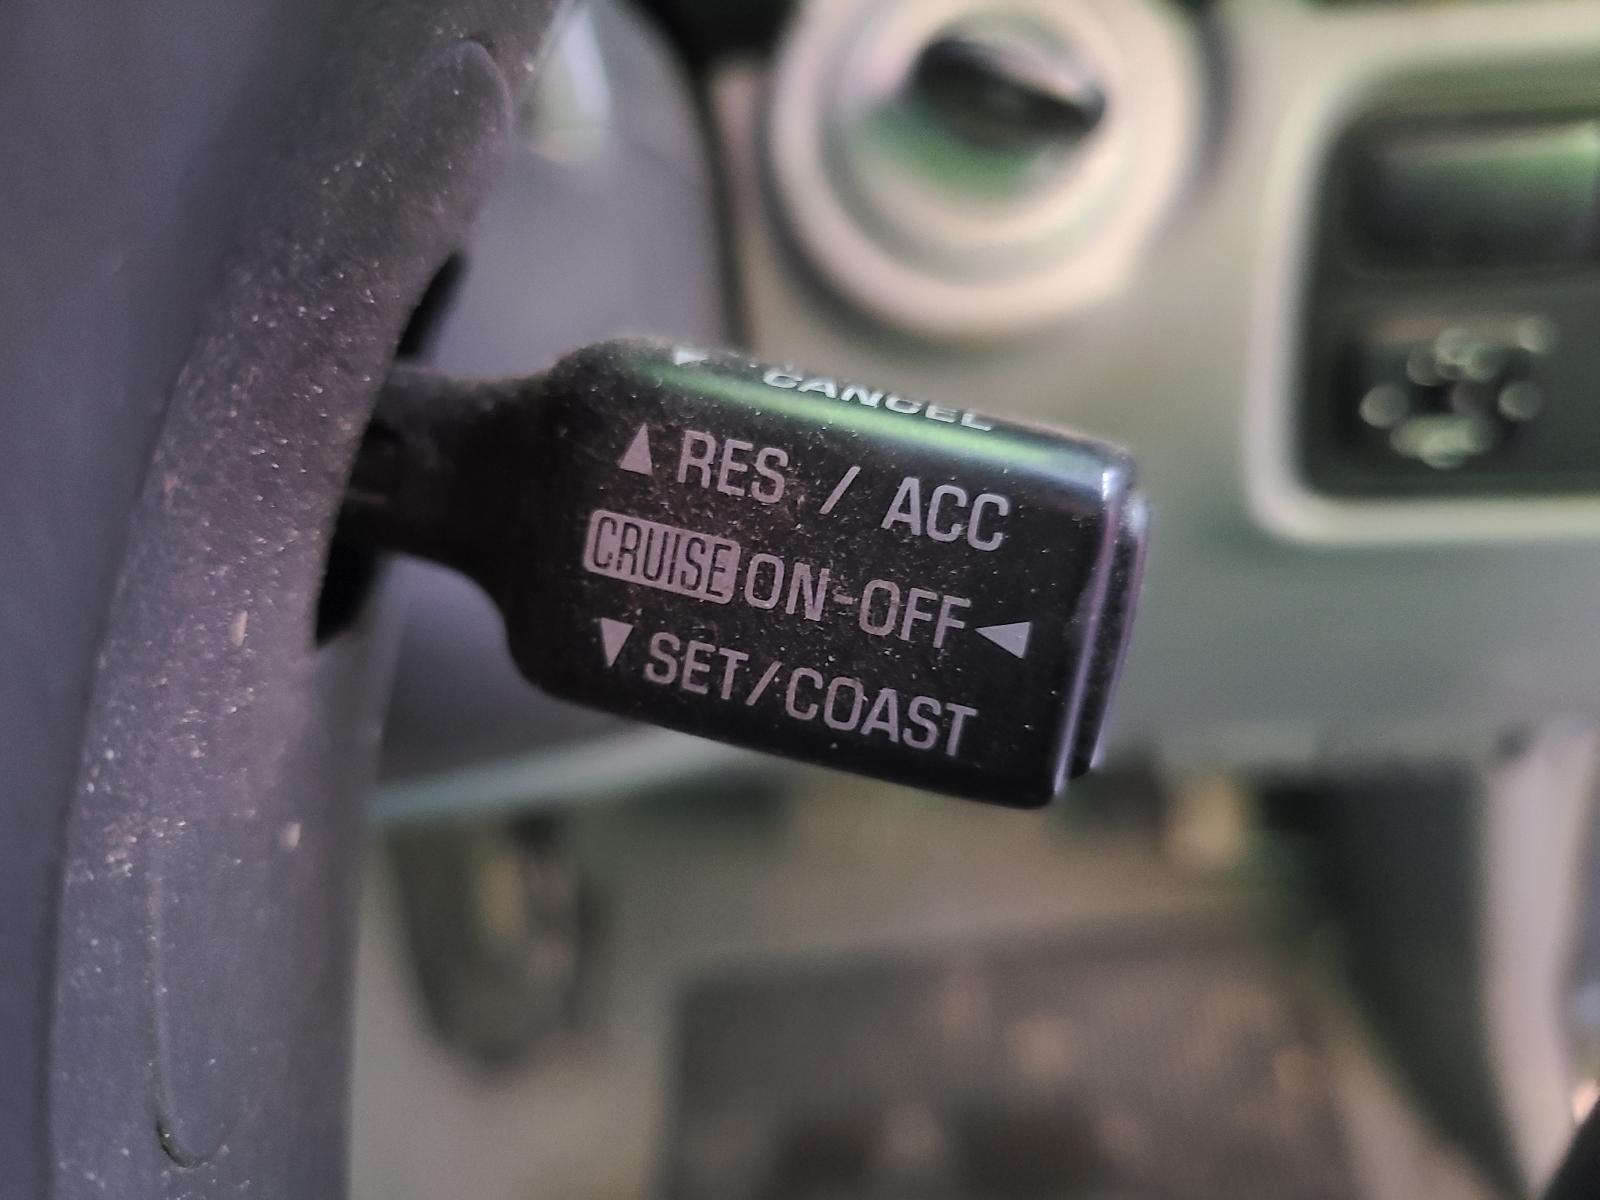 CANCEL
RES / ACC
CRUISE ON-OFF
SET/COAST